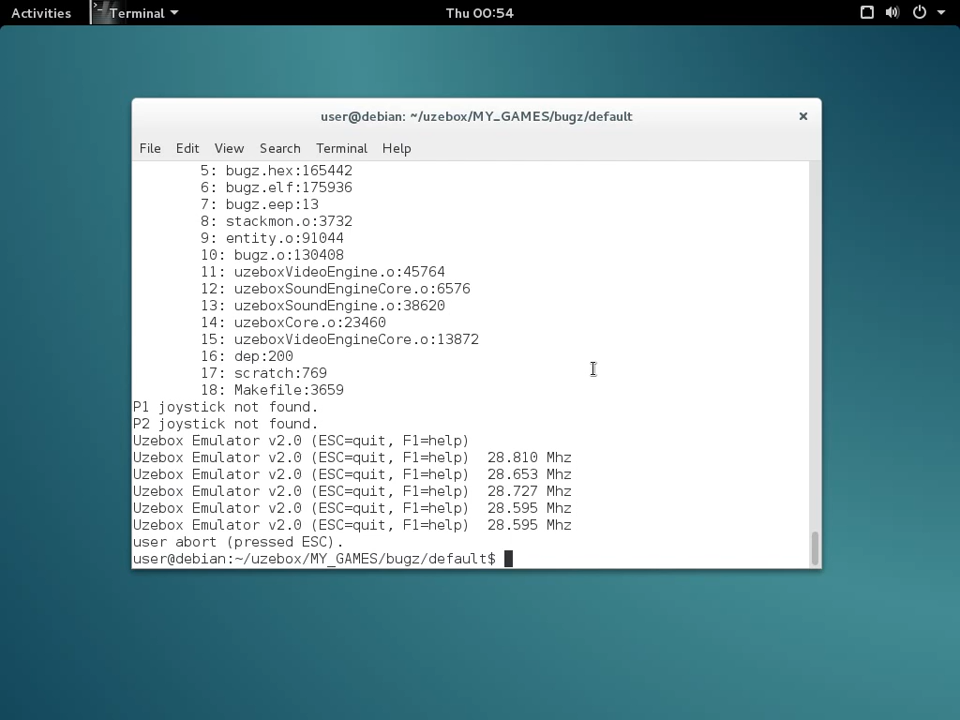 Activities
Terminal
Thu 00:54
user@debian: ~/uzebox/MY_GAMES/bugz/default
File Edit View Search Terminal Help
5: bugz.hex:165442
6: bugz.elf:175936
7: bugz.eep:13
8: stackmon.o:3732
9: entity.o:91044
10: bugz.o:130408
11: uzeboxVideoEngine.o:45764
12: uzeboxSoundEngineCore.o:6576
13: uzeboxSoundEngine.o:38620
14: uzeboxCore.o:23460
15: uzeboxVideoEngineCore.o:13872
16: dep:200
17: scratch:769
18: Makefile:3659
P1 joystick not found.
P2 joystick not found.
Uzebox Emulator v2.0 (ESC=quit, F1=help)
Uzebox Emulator v2.0 (ESC=quit, F1=help)  28.810 Mhz
Uzebox Emulator v2.0 (ESC=quit, F1=help)  28.653 Mhz
Uzebox Emulator v2.0 (ESC=quit, F1=help)  28.727 Mhz
Uzebox Emulator v2.0 (ESC=quit, F1=help)  28.595 Mhz
Uzebox Emulator v2.0 (ESC=quit, F1=help)  28.595 Mhz
user abort (pressed ESC).
user@debian:~/uzebox/MY_GAMES/bugz/default$